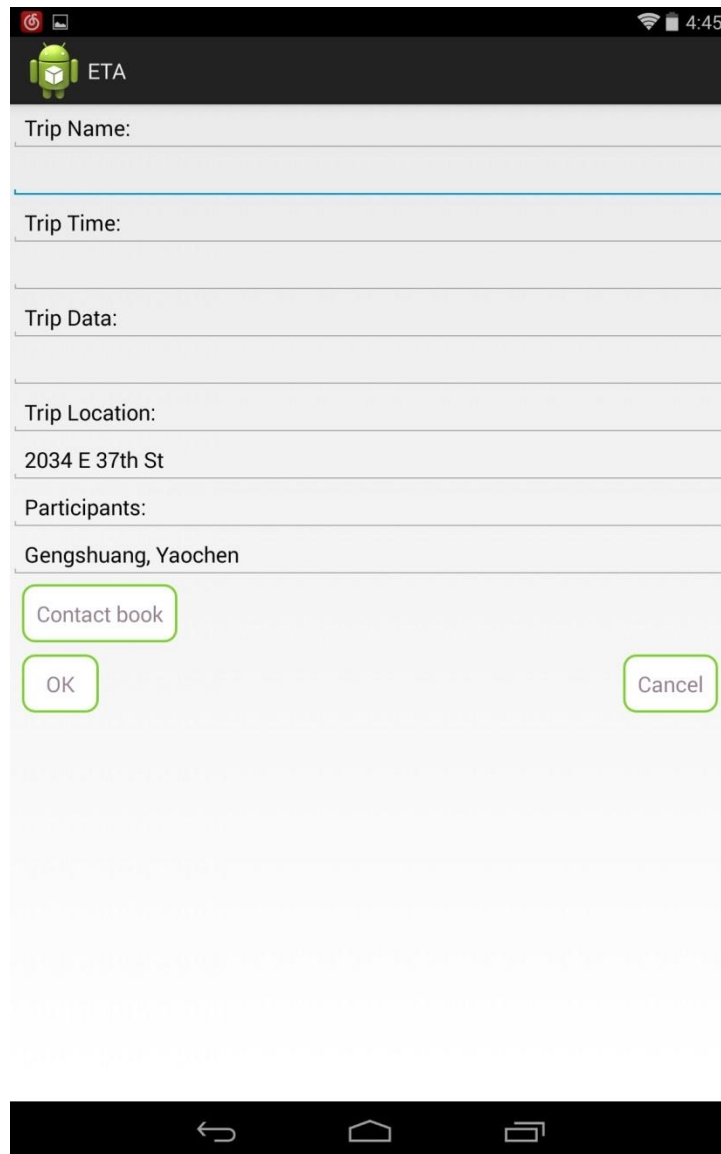 4:45
ETA
Trip Name:
Trip Time:
Trip Data:
Trip Location:
2034 E 37th St
Participants:
Gengshuang, Yaochen
Contact book
OK Cancel